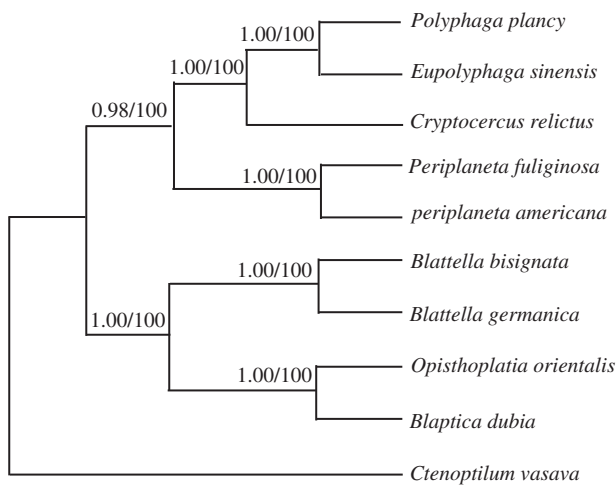 1.00/100
Polyphaga plancy
1.00/100
Eupolyphaga sinensis
0.98/100
Cryptocercus relictus
1.00/100
Periplaneta fuliginosa
periplaneta americana
1.00/100
Blattella bisignata
1.00/100
Blattella germanica
1.00/100
Opisthoplatia orientalis
Blaptica dubia
Ctenoptilum vasava